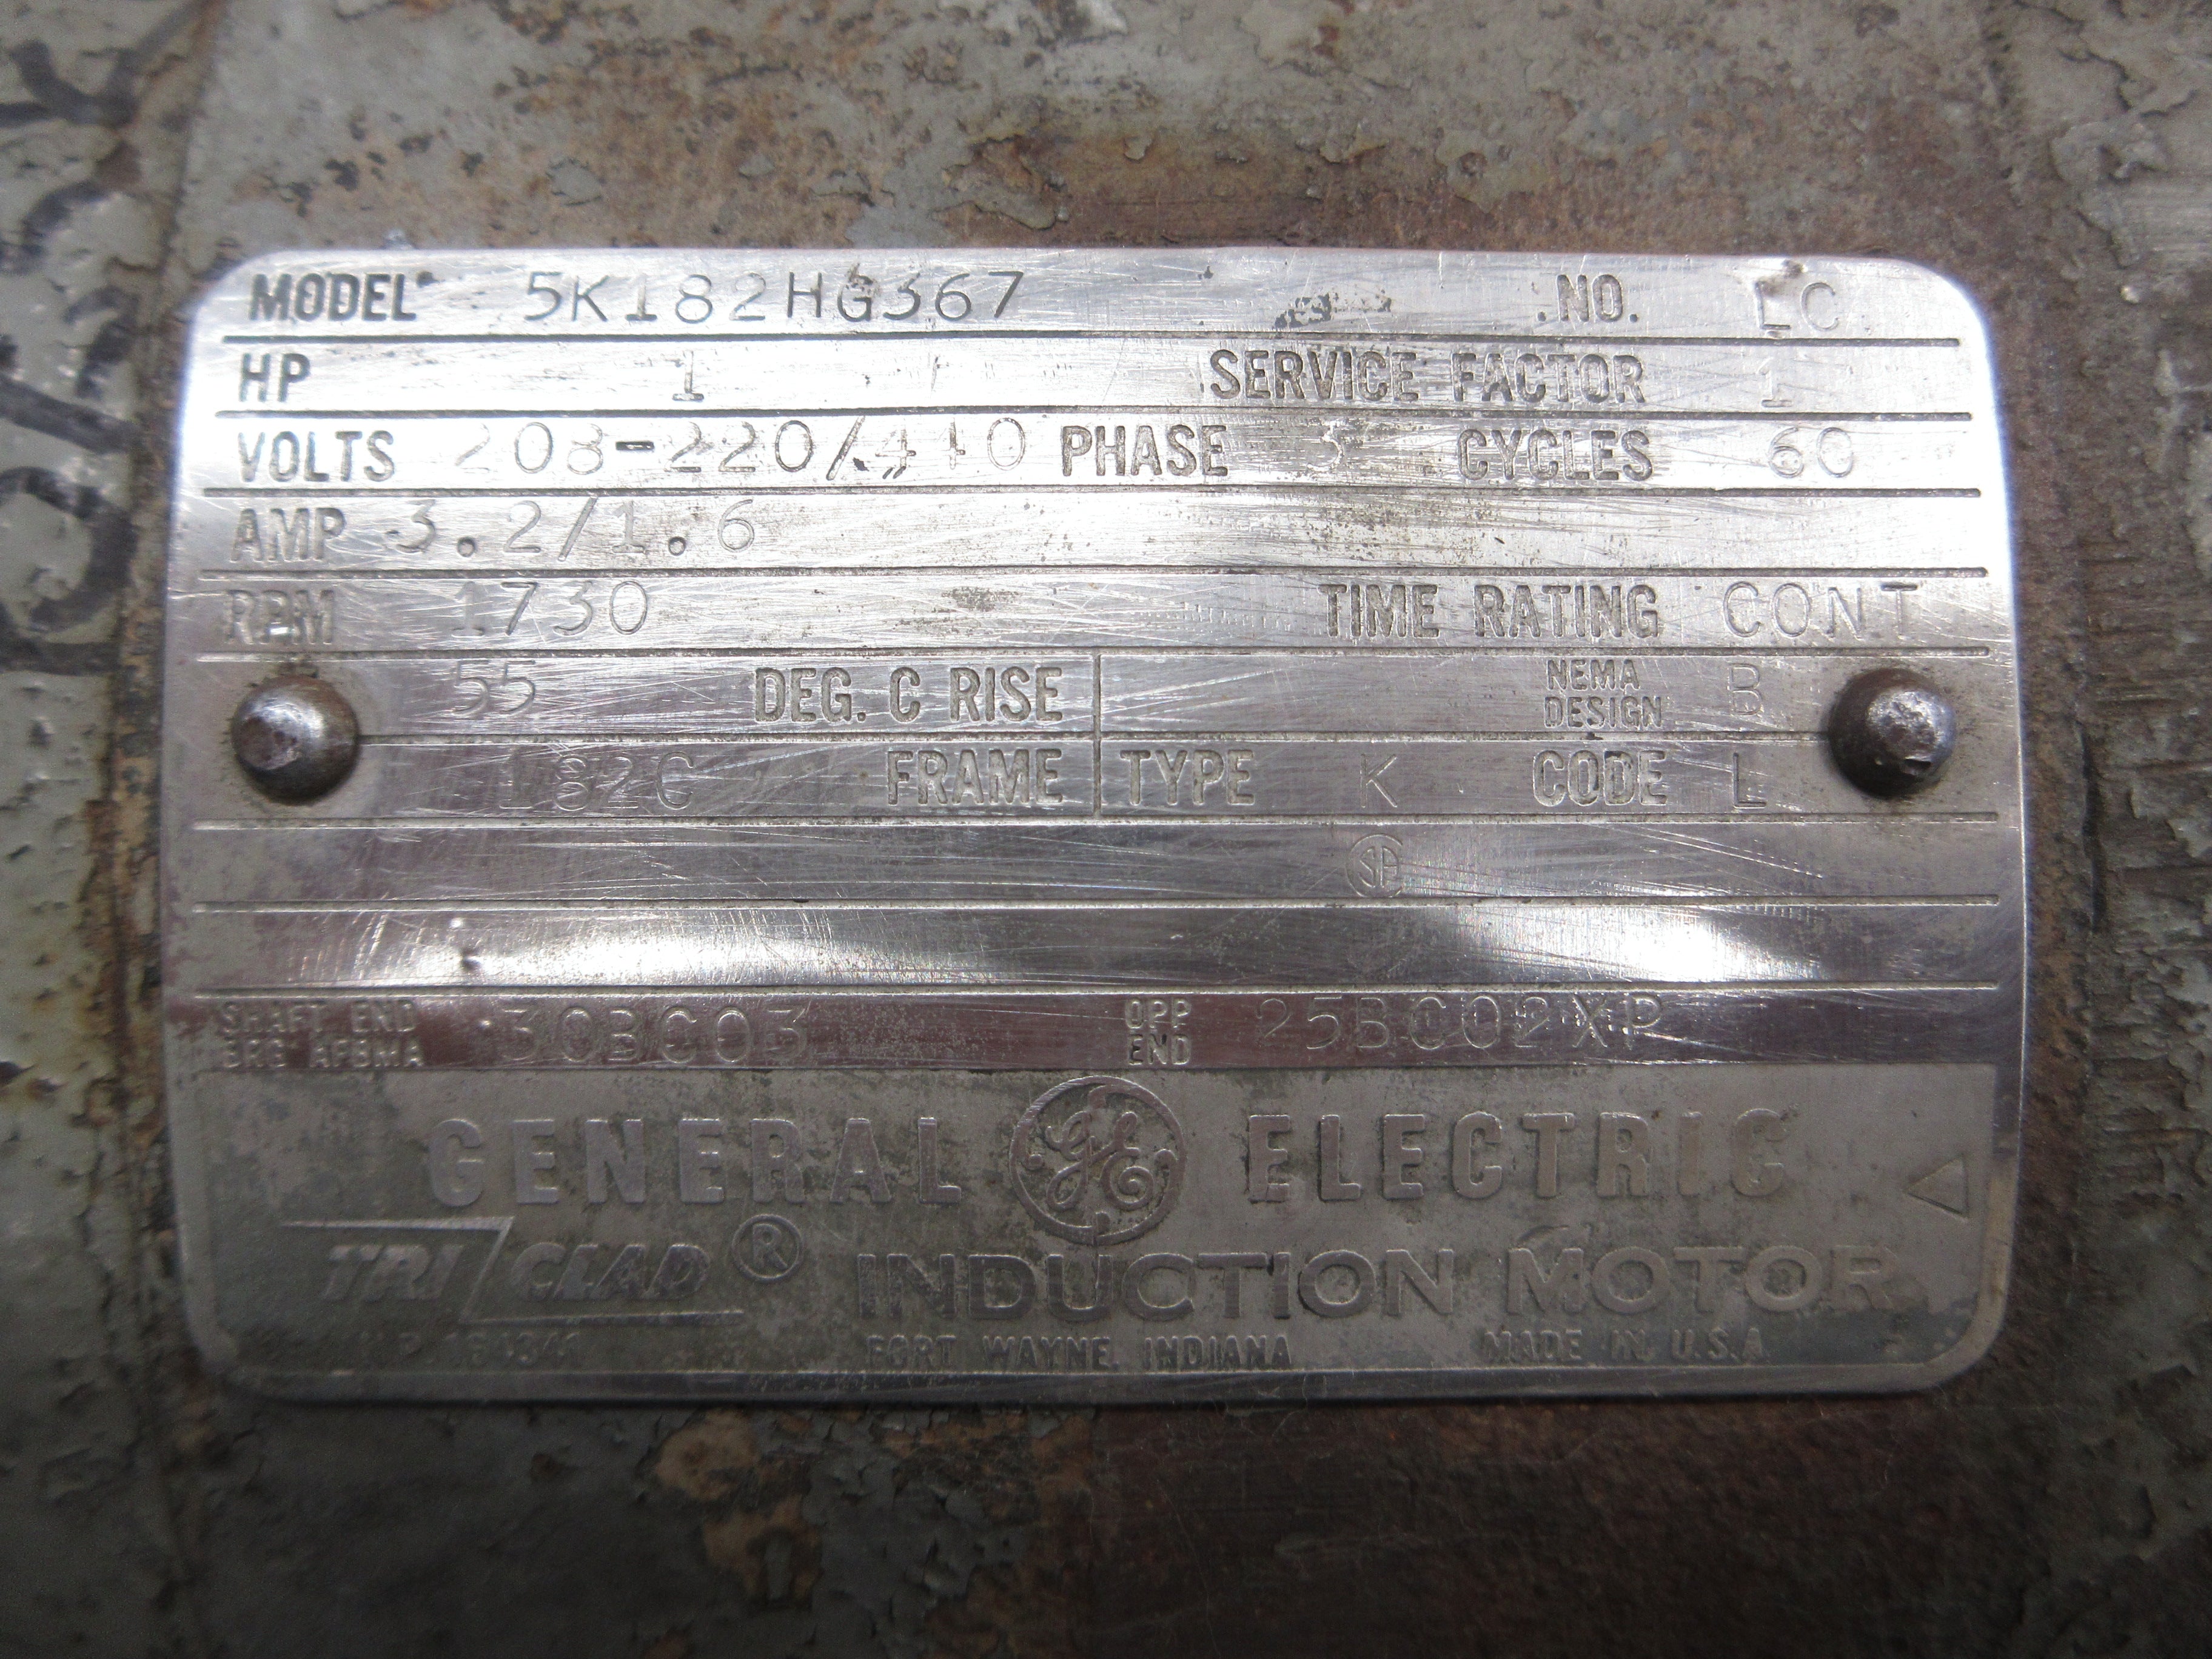 MODEL 5K182HG367 NO. LC
HP 1 SERVICE FACTOR 1
VOLTS 208-220/440 PHASE 3 CYCLES 60
AMP 3.2/1.6
RPM 1730 TIME RATING CONT
55 DEG. C RISE NEMA DESIGN B
182C FRAME TYPE K CODE L
SA
SHAFT END BRG AFBMA 30BC03 OPP END 25BC02XP
GENERAL GE ELECTRIC
TRI CLAD ® INDUCTION MOTOR
FORT WAYNE, INDIANA MADE IN U.S.A.